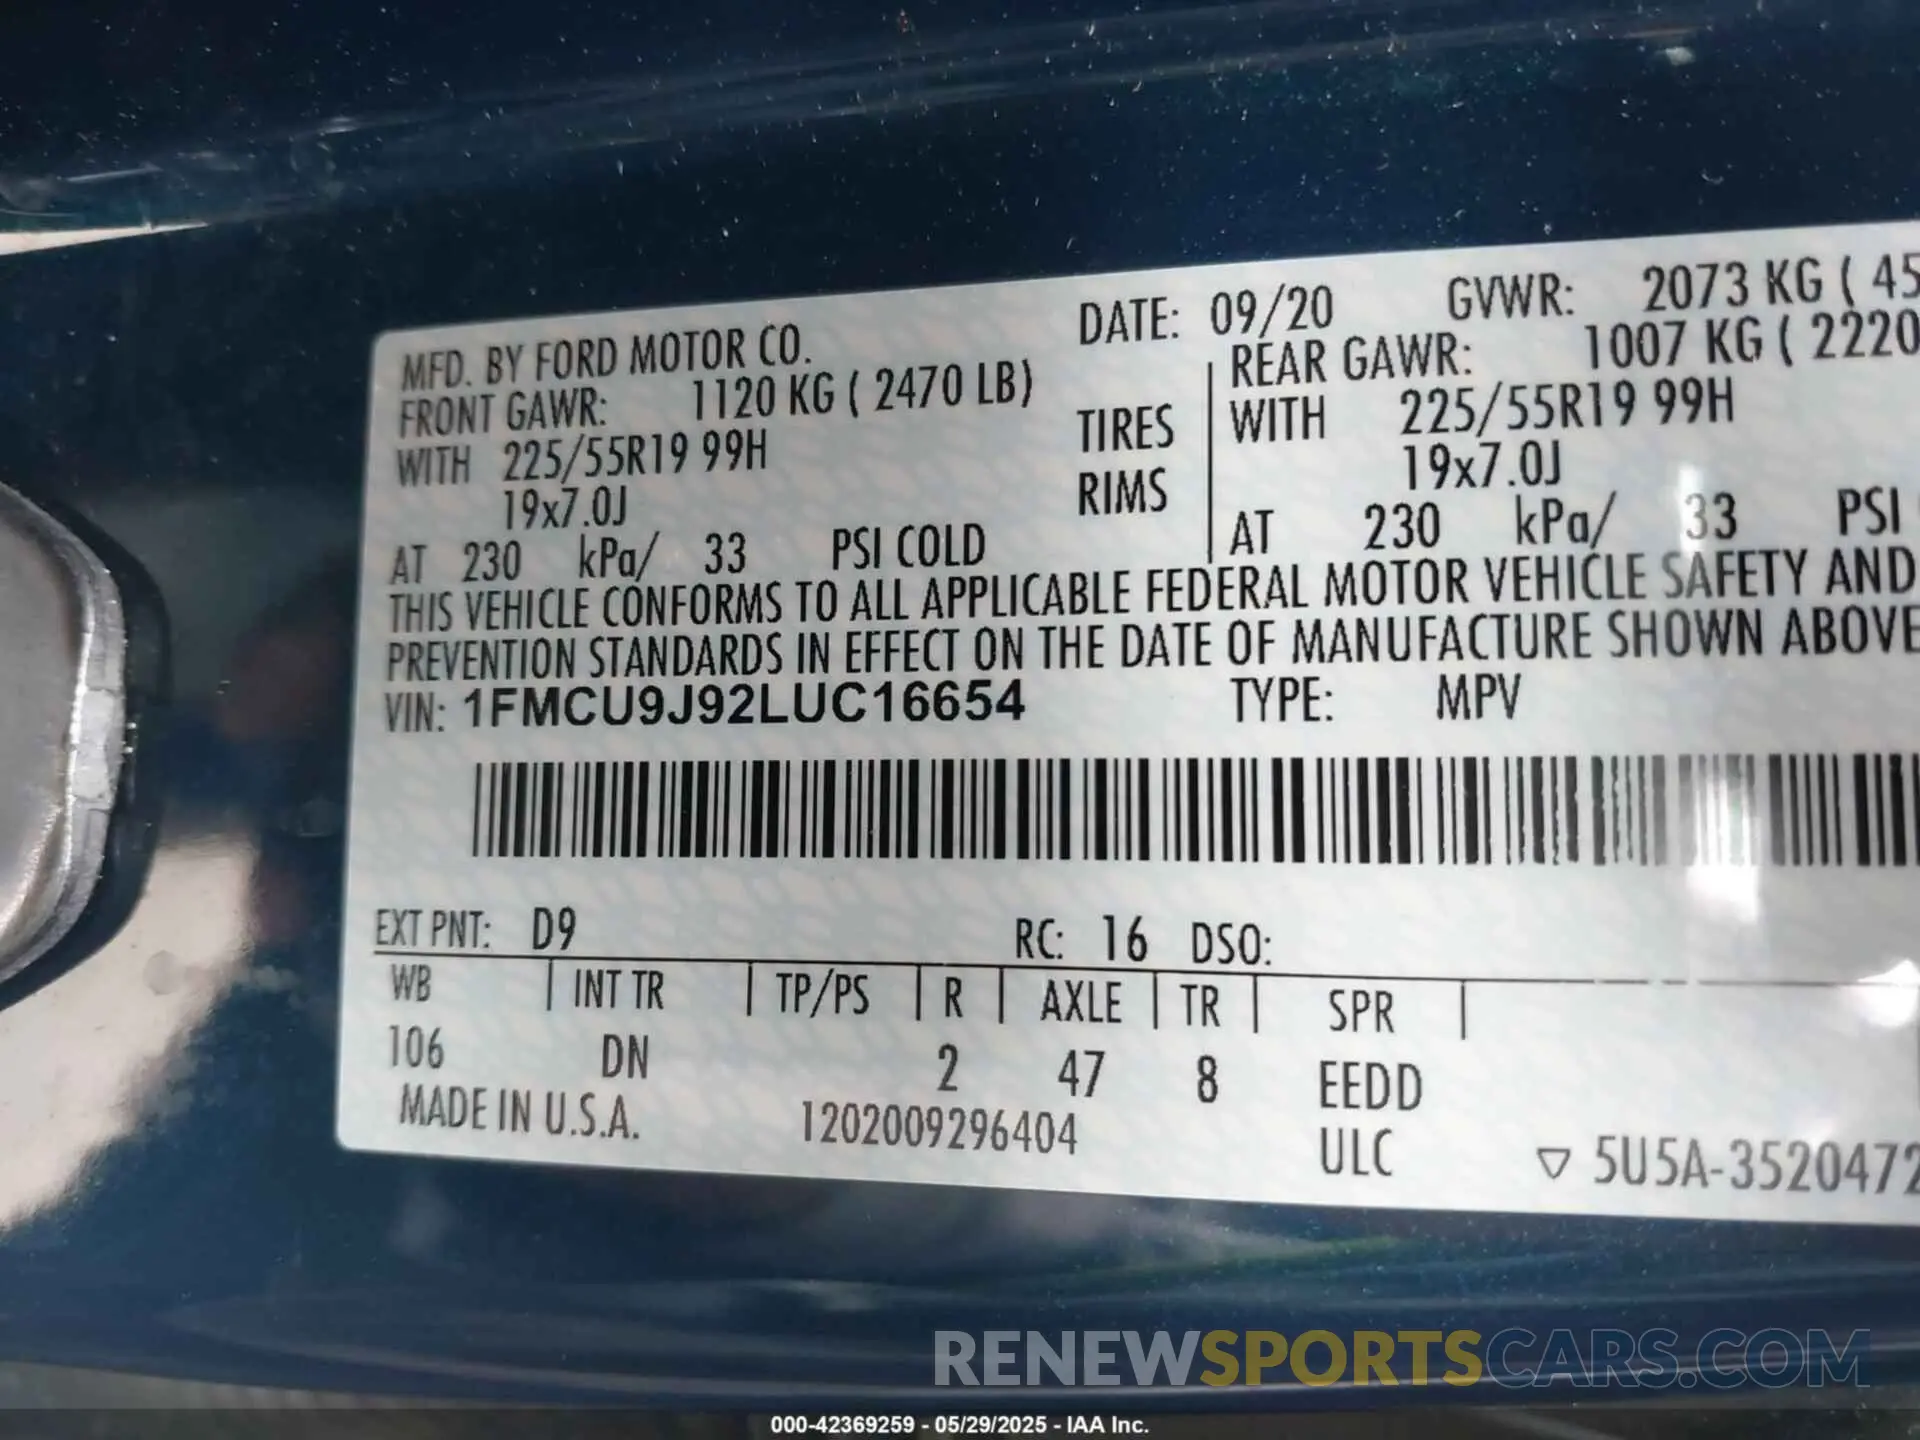 MFD. BY FORD MOTOR CO. DATE: 09/20 GVWR: 2073 KG ( 45
FRONT GAWR: 1120 KG ( 2470 LB) REAR GAWR: 1007 KG ( 2220
WITH 225/55R19 99H TIRES WITH 225/55R19 99H
19x7.0J RIMS 19x7.0J
AT 230 kPa/ 33 PSI COLD AT 230 kPa/ 33 PSI
THIS VEHICLE CONFORMS TO ALL APPLICABLE FEDERAL MOTOR VEHICLE SAFETY AND
PREVENTION STANDARDS IN EFFECT ON THE DATE OF MANUFACTURE SHOWN ABOVE
VIN: 1FMCU9J92LUC16654 TYPE: MPV
EXT PNT: D9 RC: 16 DSO:
WB | INT TR | TP/PS | R | AXLE | TR | SPR |
106 DN 2 47 8 EEDD
MADE IN U.S.A. 1202009296404 ULC ▽ 5U5A-3520472
RENEWSPORTSCARS.COM
000-42369259 - 05/29/2025 - IAA Inc.